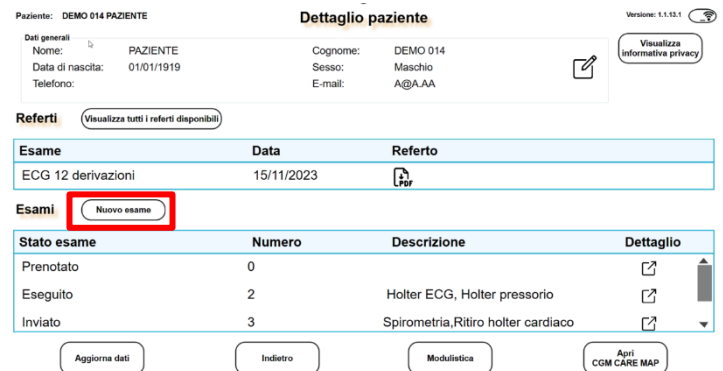 Paziente: DEMO 014 PAZIENTE Dettaglio paziente Versione: 1.1.13.1
Dati generali
Nome: PAZIENTE Cognome: DEMO 014
Data di nascita: 01/01/1919 Sesso: Maschio
Telefono: E-mail: A@A.AA
Visualizza
informativa privacy
Referti Visualizza tutti i referti disponibili
Esame Data Referto
ECG 12 derivazioni 15/11/2023 PDF
Esami Nuovo esame
Stato esame Numero Descrizione Dettaglio
Prenotato 0
Eseguito 2 Holter ECG, Holter pressorio
Inviato 3 Spirometria,Ritiro holter cardiaco
Aggiorna dati Indietro Modulistica Apri
CGM CARE MAP